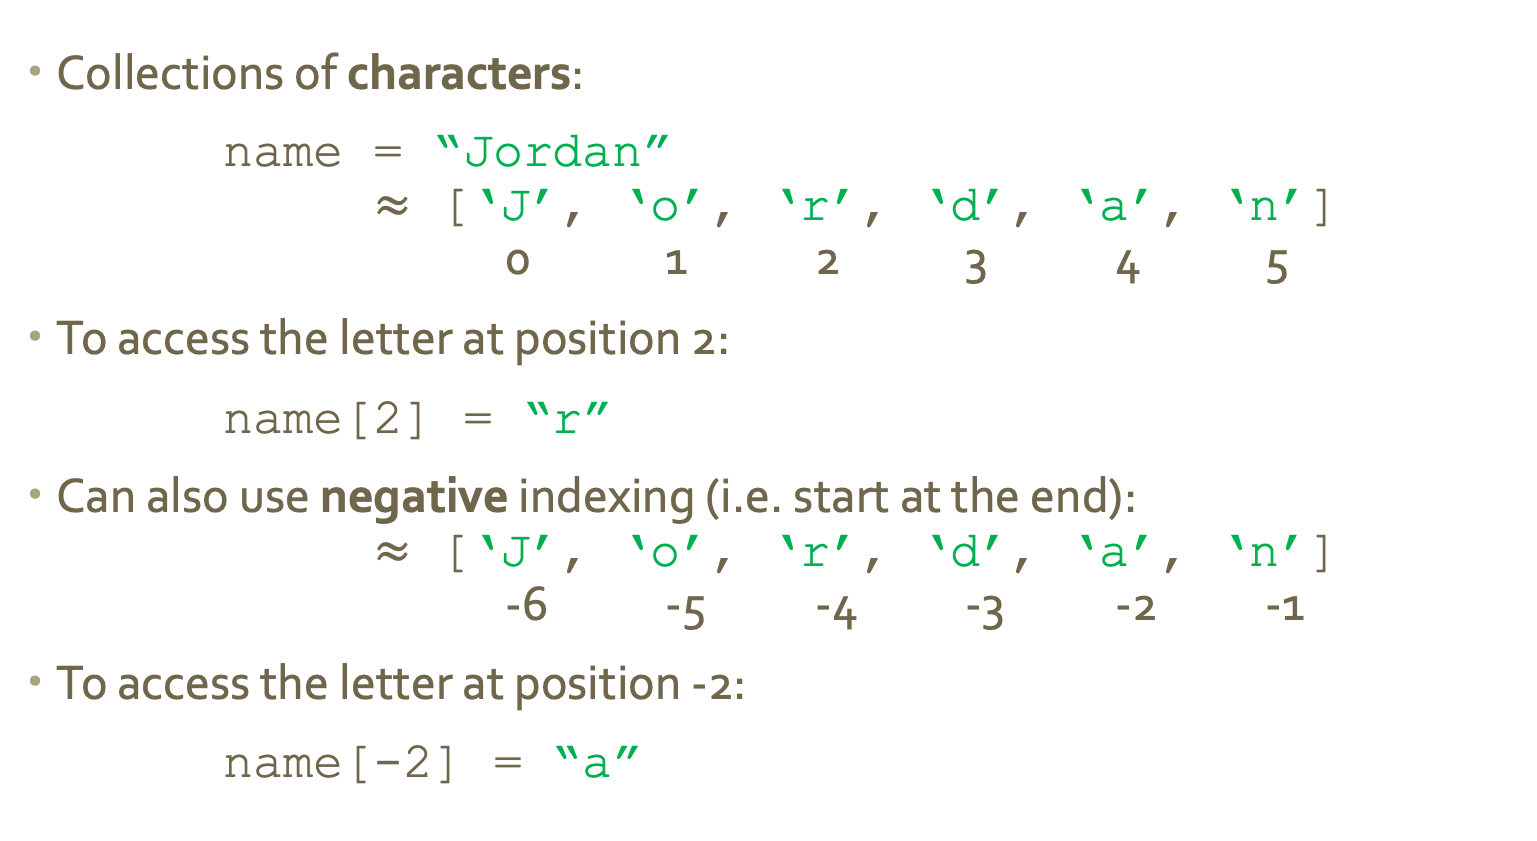 • Collections of characters:
name = “Jordan”
≈ [‘J’, ‘o’, ‘r’, ‘d’, ‘a’, ‘n’]
0 1 2 3 4 5
• To access the letter at position 2:
name[2] = “r”
• Can also use negative indexing (i.e. start at the end):
≈ [‘J’, ‘o’, ‘r’, ‘d’, ‘a’, ‘n’]
-6 -5 -4 -3 -2 -1
• To access the letter at position -2:
name[-2] = “a”